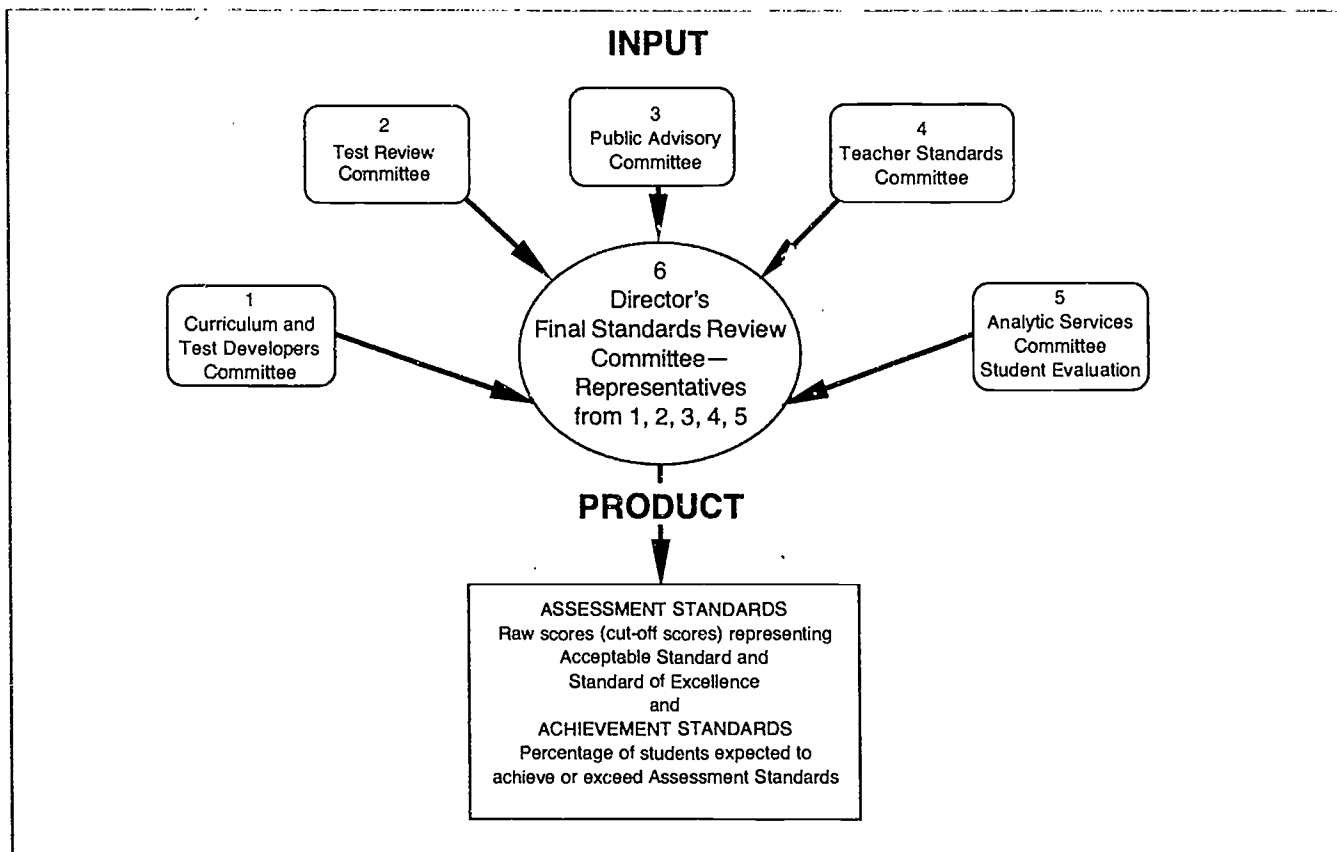 INPUT
1
Curriculum and
Test Developers
Committee
2
Test Review
Committee
3
Public Advisory
Committee
4
Teacher Standards
Committee
5
Analytic Services
Committee
Student Evaluation
6
Director's
Final Standards Review
Committee—
Representatives
from 1, 2, 3, 4, 5
PRODUCT
ASSESSMENT STANDARDS
Raw scores (cut-off scores) representing
Acceptable Standard and
Standard of Excellence
and
ACHIEVEMENT STANDARDS
Percentage of students expected to
achieve or exceed Assessment Standards